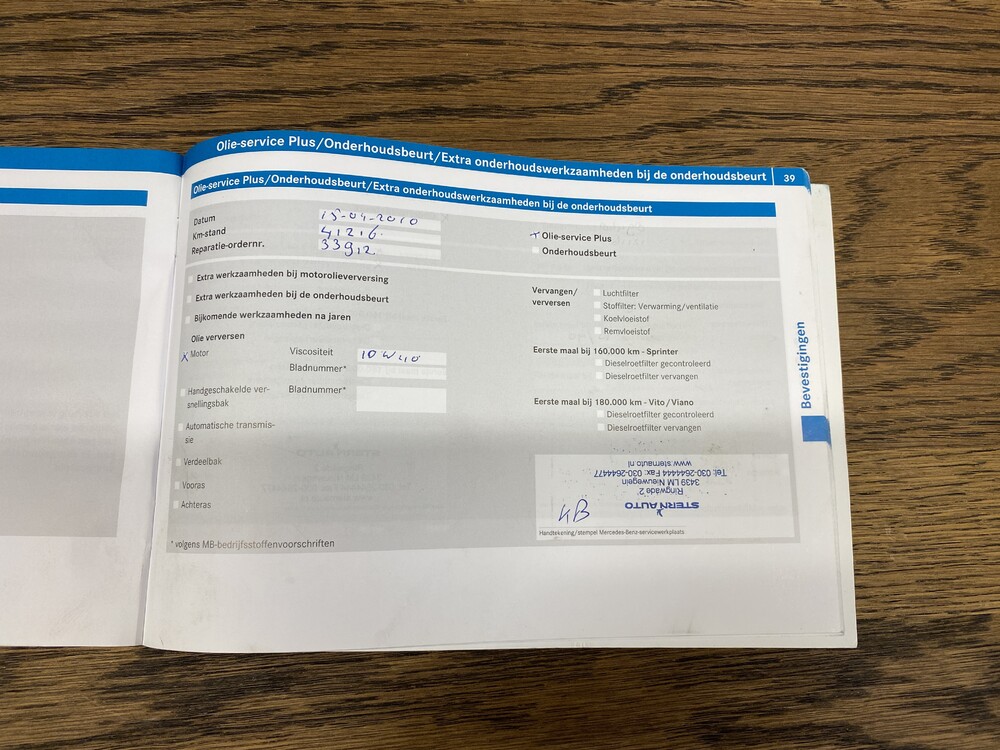 Olie-service Plus/Onderhoudsbeurt/Extra onderhoudswerkzaamheden bij de onderhoudsbeurt 39
Olie-service Plus/Onderhoudsbeurt/Extra onderhoudswerkzaamheden bij de onderhoudsbeurt
Datum 15-04-2010
Km-stand 41216.
Reparatie-ordernr. 33912
Olie-service Plus
Onderhoudsbeurt
Extra werkzaamheden bij motorolieverversing
Extra werkzaamheden bij de onderhoudsbeurt
Bijkomende werkzaamheden na jaren
Olie verversen
X Motor Viscositeit 10W40
Bladnummer*
Handgeschakelde ver- Bladnummer*
snellingsbak
Automatische transmis-
sie
Verdeelbak
Vooras
Achteras
* volgens MB-bedrijfsstoffenvoorschriften
Vervangen/ Luchtfilter
verversen Stoffilter: Verwarming/ventilatie
Koelvloeistof
Remvloeistof
Eerste maal bij 160.000 km - Sprinter
Dieselroetfilter gecontroleerd
Dieselroetfilter vervangen
Eerste maal bij 180.000 km - Vito/Viano
Dieselroetfilter gecontroleerd
Dieselroetfilter vervangen
STERN AUTO
Ringwade 2
3439 LM Nieuwegein
Tel: 030-2644444 Fax: 030-2644477
www.sternauto.nl
Handtekening/stempel Mercedes-Benz-servicewerkplaats
Bevestigingen